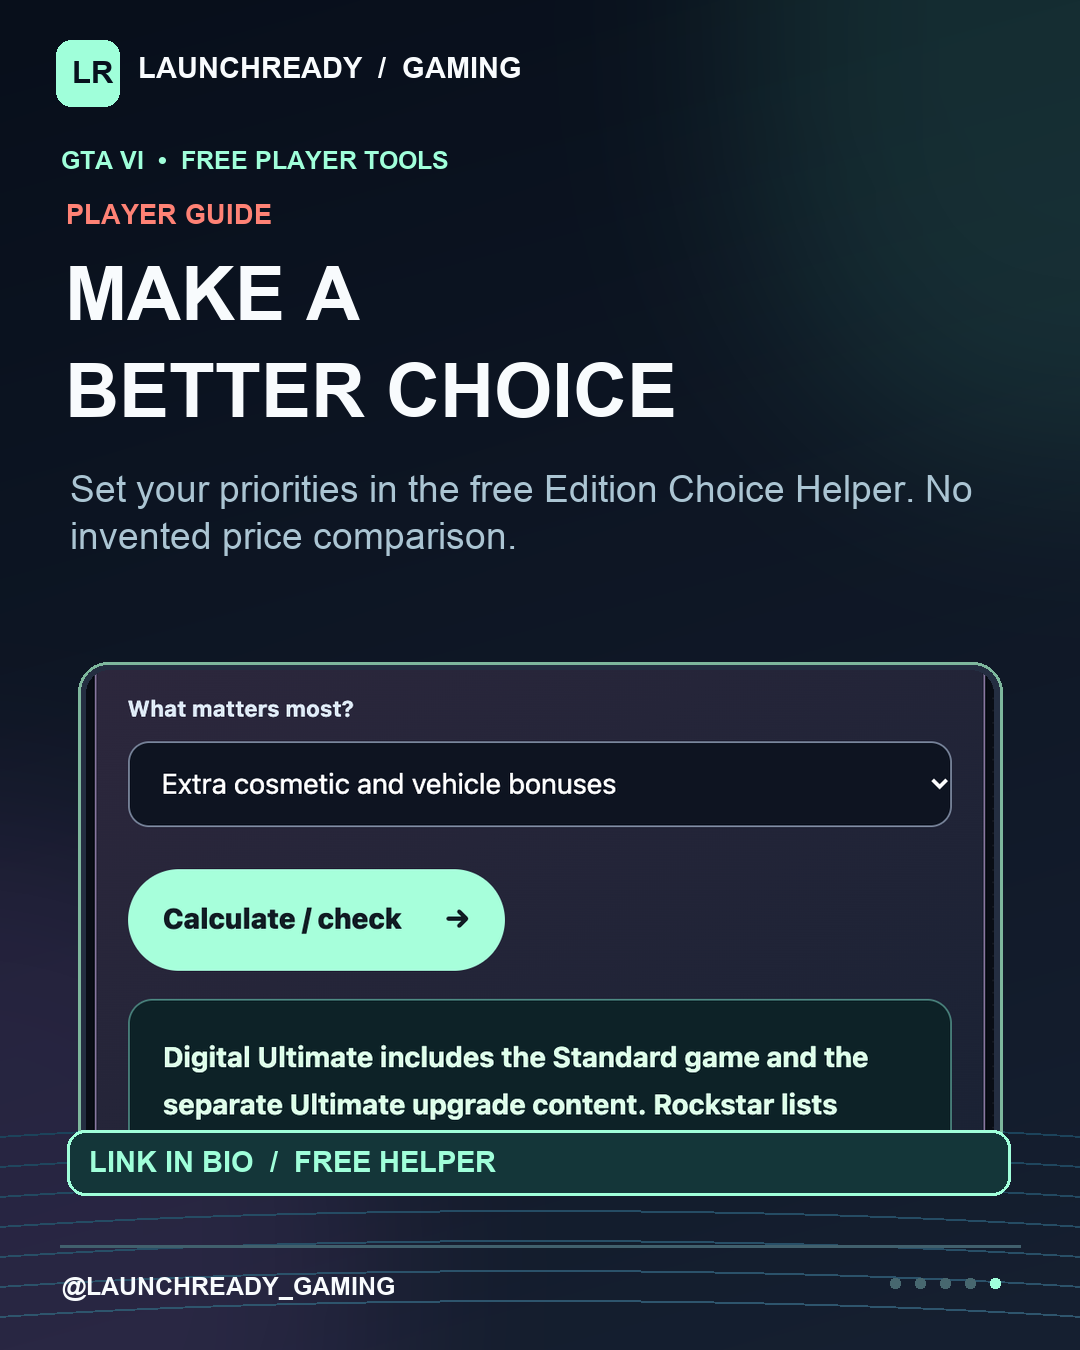 LR LAUNCHREADY / GAMING
GTA VI • FREE PLAYER TOOLS
PLAYER GUIDE
MAKE A
BETTER CHOICE
Set your priorities in the free Edition Choice Helper. No
invented price comparison.
What matters most?
Extra cosmetic and vehicle bonuses
Calculate / check →
Digital Ultimate includes the Standard game and the
separate Ultimate upgrade content. Rockstar lists
LINK IN BIO / FREE HELPER
@LAUNCHREADY_GAMING